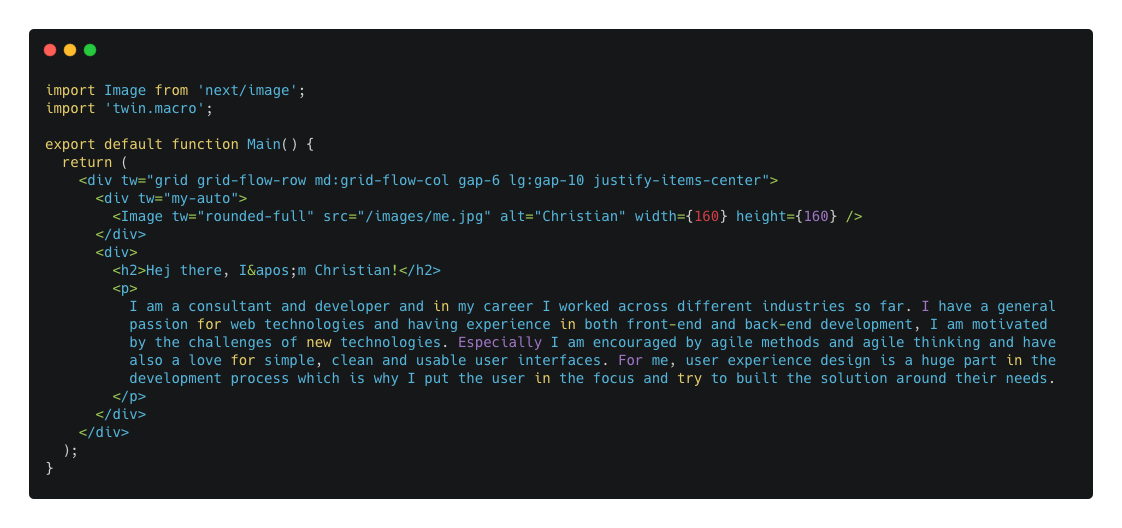 import Image from 'next/image';
import 'twin.macro';

export default function Main() {
  return (
    <div tw="grid grid-flow-row md:grid-flow-col gap-6 lg:gap-10 justify-items-center">
      <div tw="my-auto">
        <Image tw="rounded-full" src="/images/me.jpg" alt="Christian" width={160} height={160} />
      </div>
      <div>
        <h2>Hej there, I&apos;m Christian!</h2>
        <p>
          I am a consultant and developer and in my career I worked across different industries so far. I have a general
          passion for web technologies and having experience in both front-end and back-end development, I am motivated
          by the challenges of new technologies. Especially I am encouraged by agile methods and agile thinking and have
          also a love for simple, clean and usable user interfaces. For me, user experience design is a huge part in the
          development process which is why I put the user in the focus and try to built the solution around their needs.
        </p>
      </div>
    </div>
  );
}